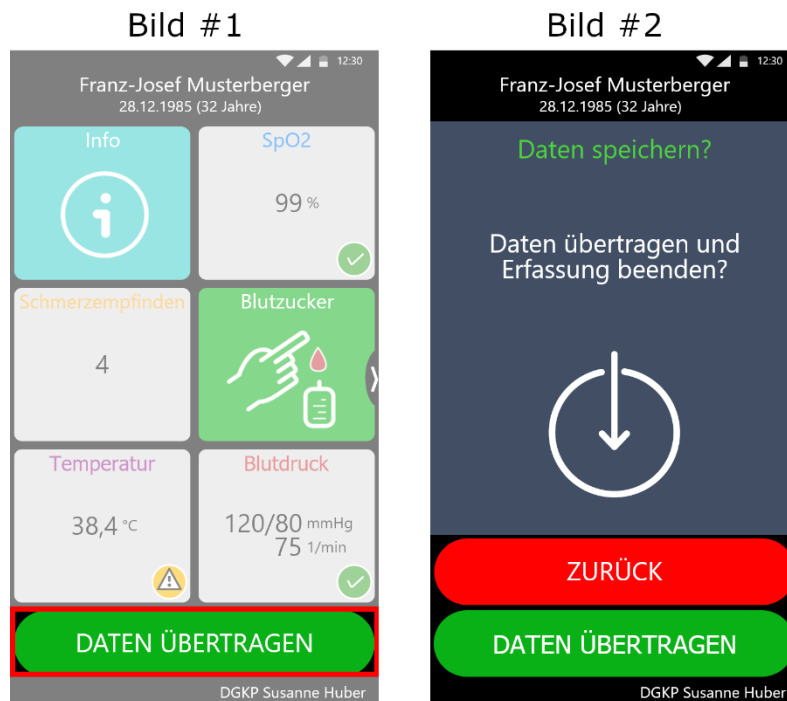 Bild #1
12:30
Franz-Josef Musterberger
28.12.1985 (32 Jahre)
Info
SpO2
99 %
Schmerzempfinden
4
Blutzucker
Temperatur
38,4 °C
Blutdruck
120/80 mmHg
75 1/min
DATEN ÜBERTRAGEN
DGKP Susanne Huber
Bild #2
12:30
Franz-Josef Musterberger
28.12.1985 (32 Jahre)
Daten speichern?
Daten übertragen und
Erfassung beenden?
ZURÜCK
DATEN ÜBERTRAGEN
DGKP Susanne Huber